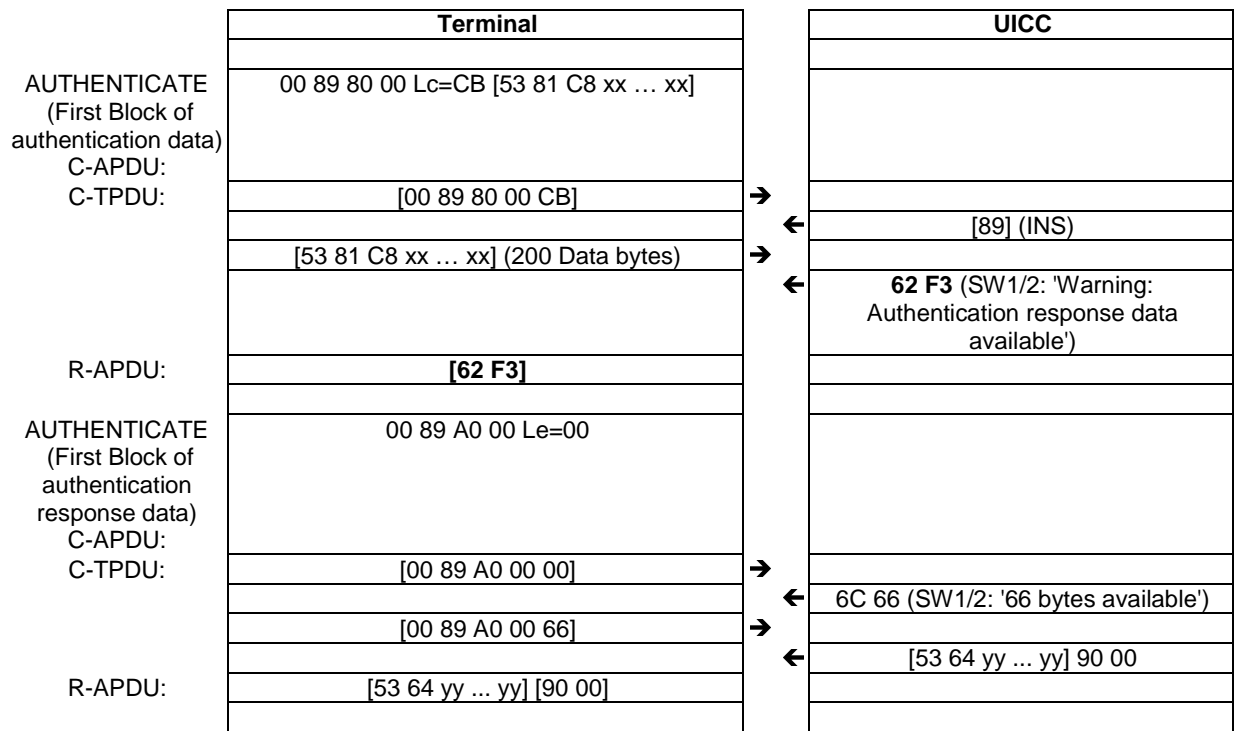 Terminal UICC
AUTHENTICATE 00 89 80 00 Lc=CB [53 81 C8 xx … xx]
(First Block of
authentication data)
C-APDU:
C-TPDU: [00 89 80 00 CB] ➔
🡸 [89] (INS)
[53 81 C8 xx … xx] (200 Data bytes) ➔
🡸 62 F3 (SW1/2: 'Warning:
Authentication response data
available')
R-APDU: [62 F3]
AUTHENTICATE 00 89 A0 00 Le=00
(First Block of
authentication
response data)
C-APDU:
C-TPDU: [00 89 A0 00 00] ➔
🡸 6C 66 (SW1/2: '66 bytes available')
[00 89 A0 00 66] ➔
🡸 [53 64 yy ... yy] 90 00
R-APDU: [53 64 yy ... yy] [90 00]